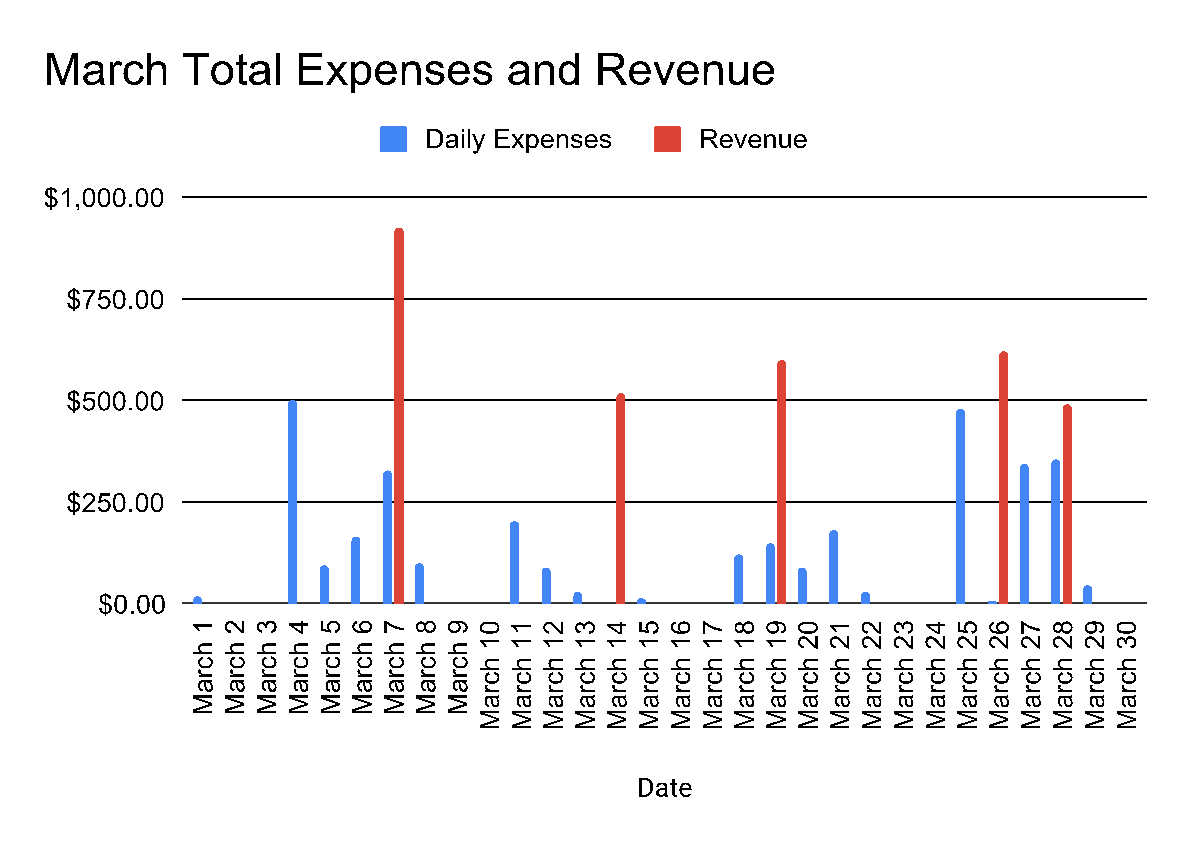 March Total Expenses and Revenue
Daily Expenses Revenue
$1,000.00
$750.00
$500.00
$250.00
$0.00
March 1
March 2
March 3
March 4
March 5
March 6
March 7
March 8
March 9
March 10
March 11
March 12
March 13
March 14
March 15
March 16
March 17
March 18
March 19
March 20
March 21
March 22
March 23
March 24
March 25
March 26
March 27
March 28
March 29
March 30
Date